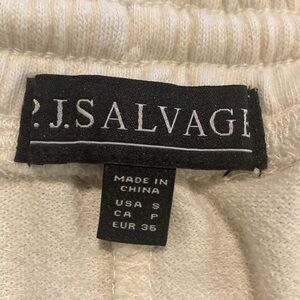 P.J.SALVAGE
MADE IN
CHINA
USA S
CA P
EUR 36